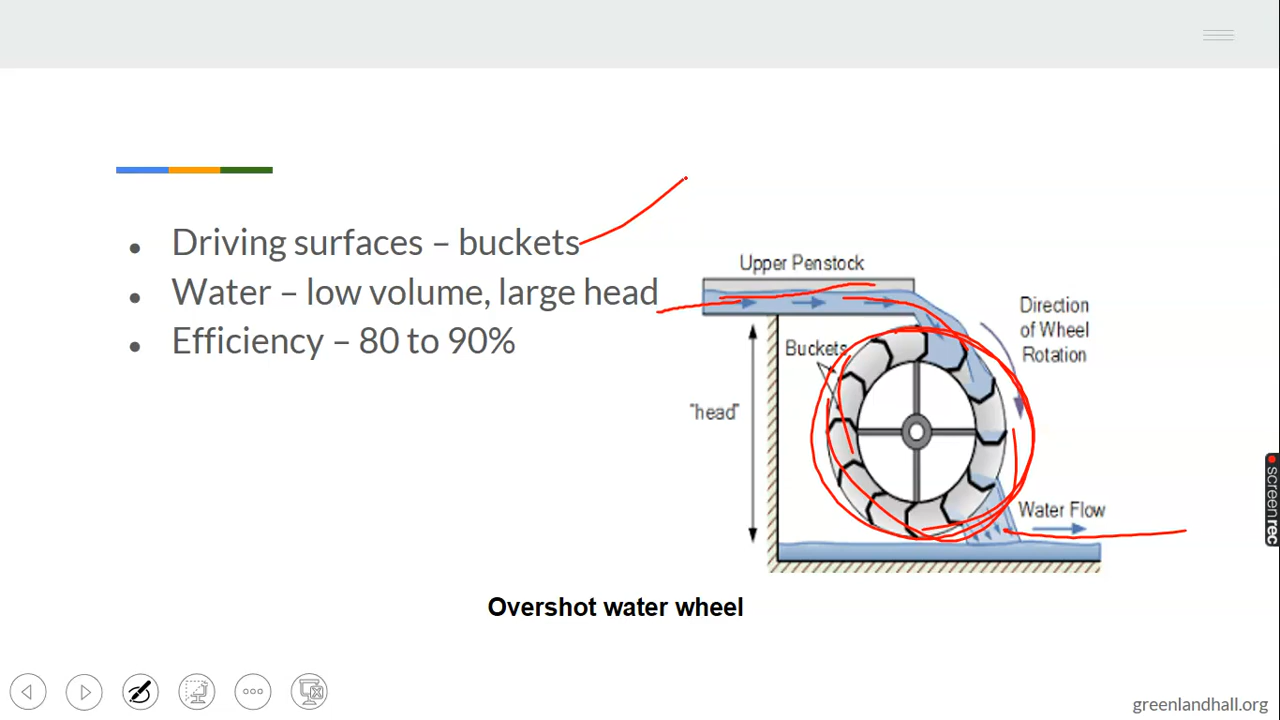 • Driving surfaces – buckets
• Water – low volume, large head
• Efficiency – 80 to 90%
Upper Penstock
Direction
of Wheel
Rotation
Buckets
"head"
Water Flow
Overshot water wheel
screenrec
greenlandhall.org